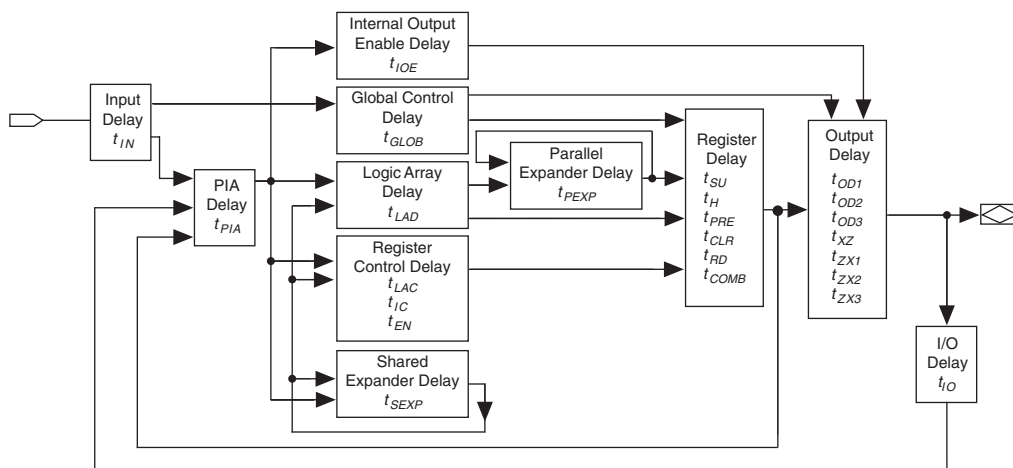 Internal Output
Enable Delay
tIOE
Input
Delay
tIN
Global Control
Delay
tGLOB
Register
Delay
tSU
tH
tPRE
tCLR
tRD
tCOMB
Output
Delay
tOD1
tOD2
tOD3
tXZ
tZX1
tZX2
tZX3
Parallel
Expander Delay
tPEXP
PIA
Delay
tPIA
Logic Array
Delay
tLAD
Register
Control Delay
tLAC
tIC
tEN
I/O
Delay
tIO
Shared
Expander Delay
tSEXP